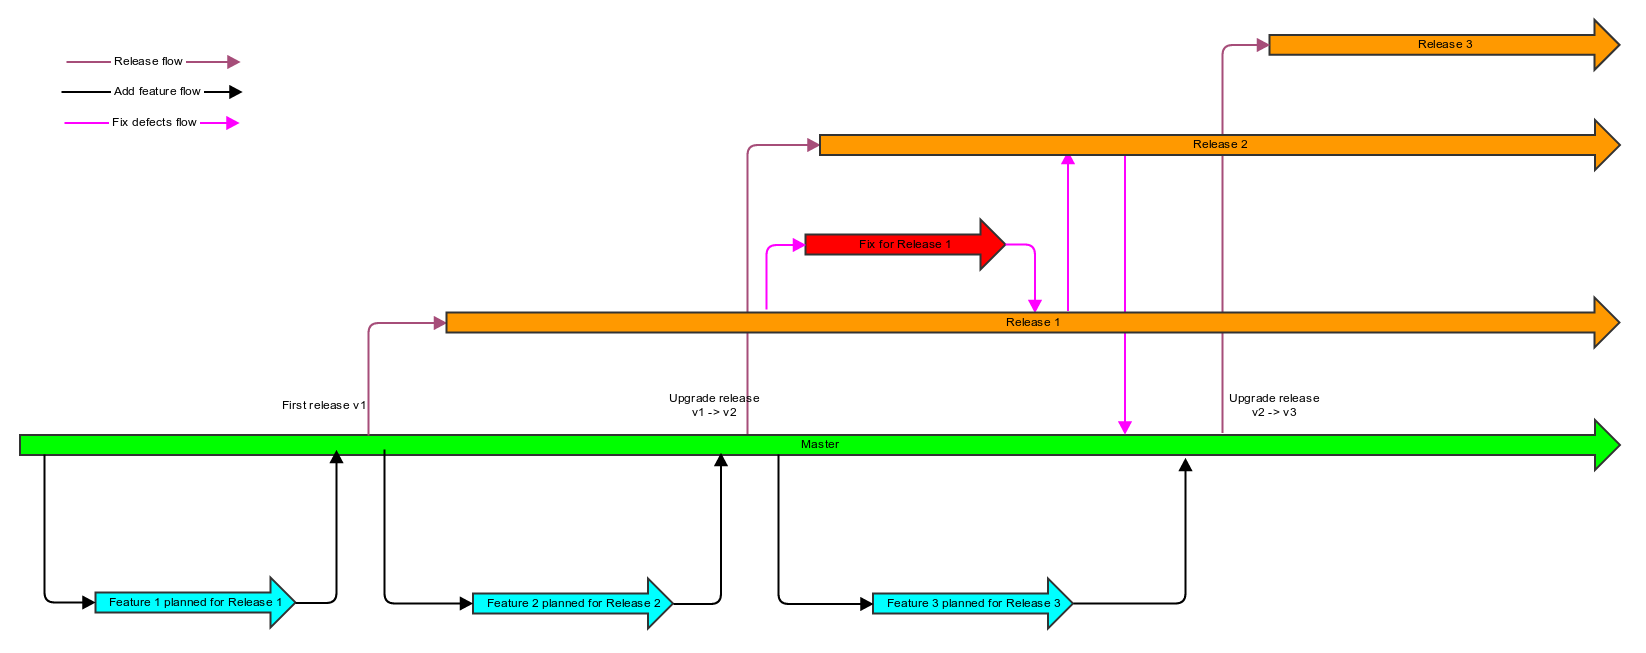 Release 3
Release flow
Add feature flow
Fix defects flow
Release 2
Fix for Release 1
Release 1
First release v1
Upgrade release
v1 -> v2
Upgrade release
v2 -> v3
Master
Feature 1 planned for Release 1
Feature 2 planned for Release 2
Feature 3 planned for Release 3